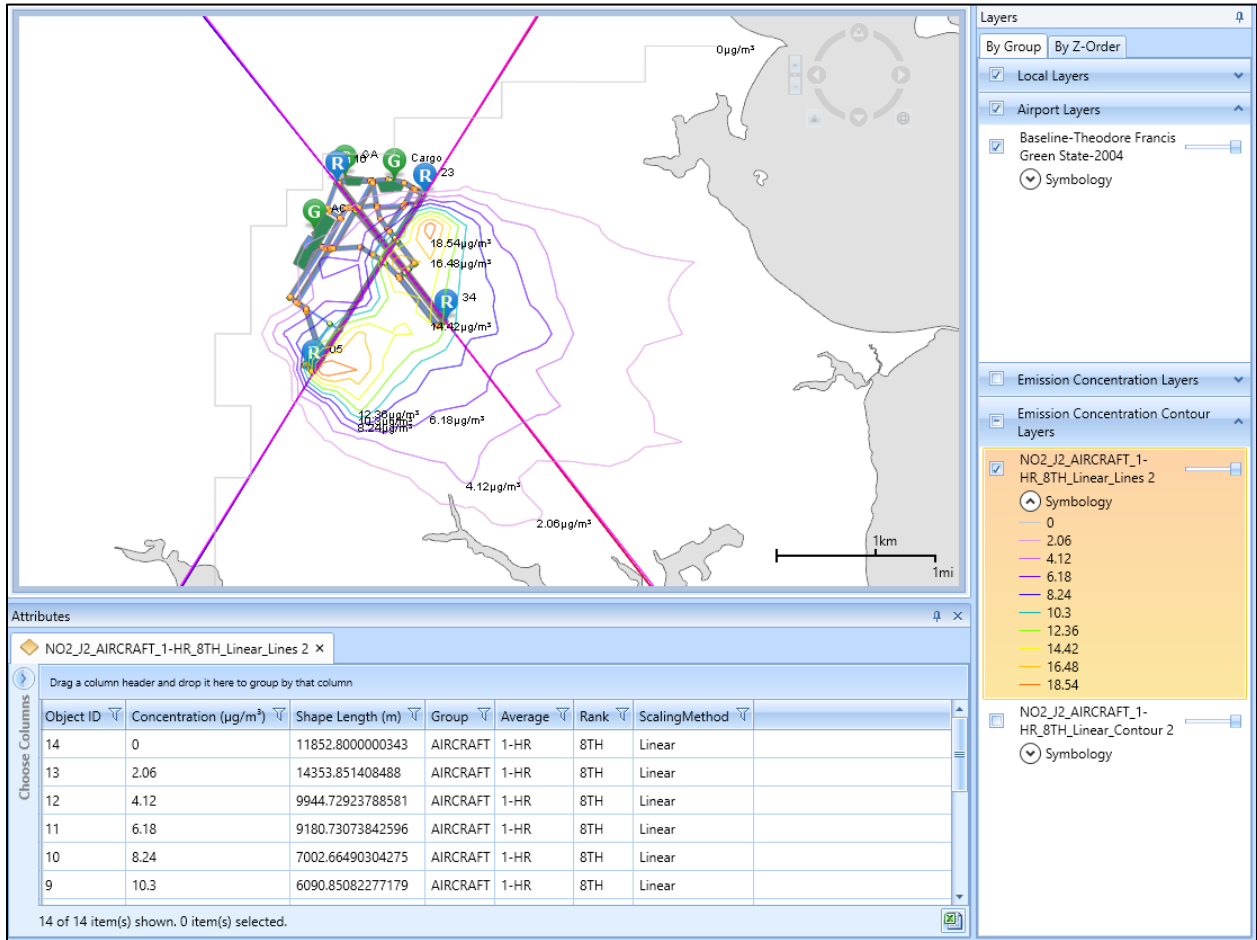 0µg/m³
Cargo
23
18.54µg/m³
16.48µg/m³
R 34
14.42µg/m³
R 05
12.36µg/m³
8.24µg/m³
6.18µg/m³
4.12µg/m³
2.06µg/m³
1km
1mi
Layers
By Group By Z-Order
Local Layers
Airport Layers
Baseline-Theodore Francis
Green State-2004
Symbology
Emission Concentration Layers
Emission Concentration Contour
Layers
NO2_J2_AIRCRAFT_1-
HR_8TH_Linear_Lines 2
Symbology
0
2.06
4.12
6.18
8.24
10.3
12.36
14.42
16.48
18.54
NO2_J2_AIRCRAFT_1-
HR_8TH_Linear_Contour 2
Symbology
Attributes
NO2_J2_AIRCRAFT_1-HR_8TH_Linear_Lines 2 ×
Choose Columns
Drag a column header and drop it here to group by that column
Object ID Concentration (µg/m³) Shape Length (m) Group Average Rank ScalingMethod
14 0 11852.8000000343 AIRCRAFT 1-HR 8TH Linear
13 2.06 14353.851408488 AIRCRAFT 1-HR 8TH Linear
12 4.12 9944.72923788581 AIRCRAFT 1-HR 8TH Linear
11 6.18 9180.73073842596 AIRCRAFT 1-HR 8TH Linear
10 8.24 7002.66490304275 AIRCRAFT 1-HR 8TH Linear
9 10.3 6090.85082277179 AIRCRAFT 1-HR 8TH Linear
14 of 14 item(s) shown. 0 item(s) selected.